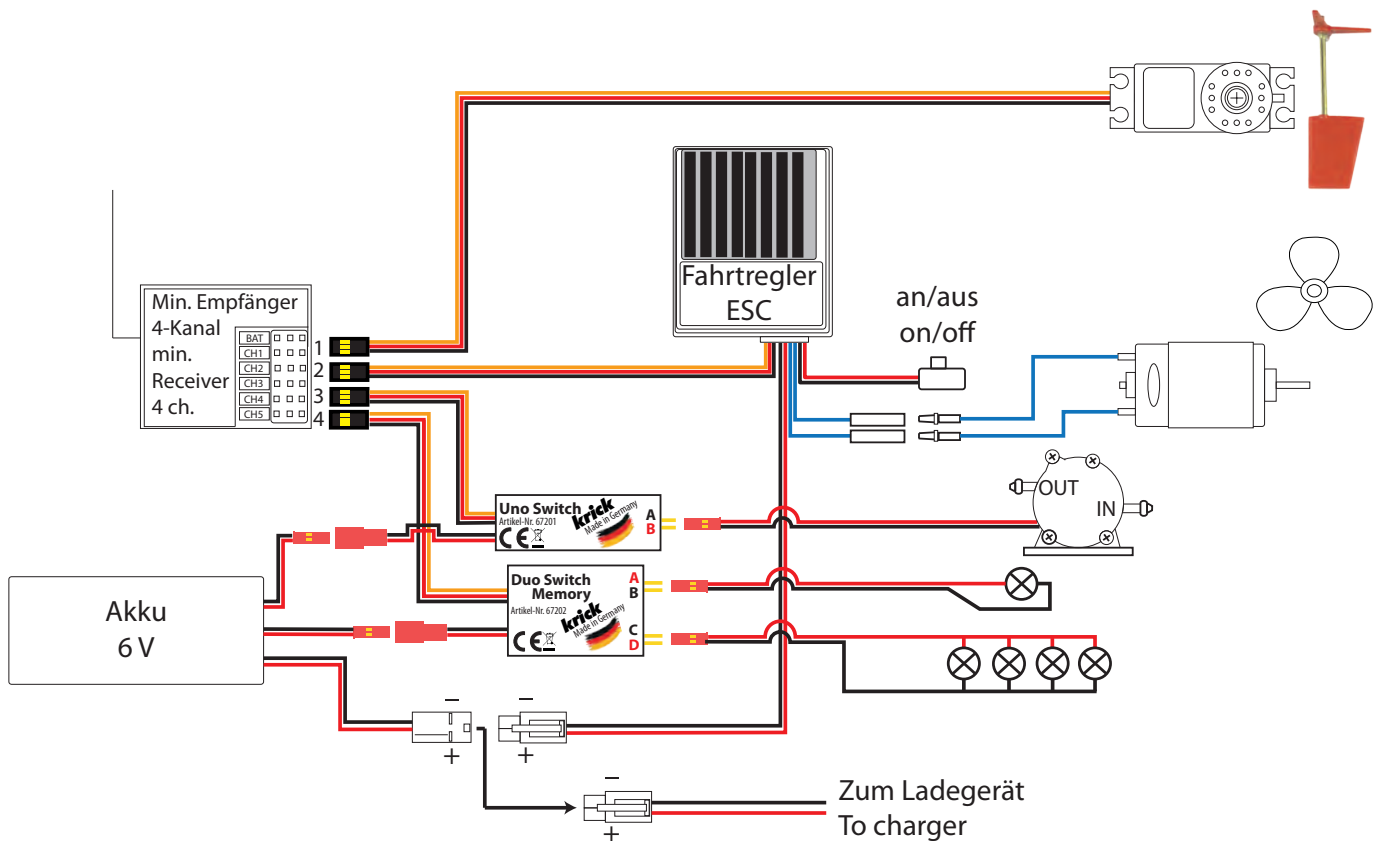 Fahrtregler
ESC
an/aus
on/off
Min. Empfänger
4-Kanal
min.
Receiver
4 ch.
BAT
CH1
CH2
CH3
CH4
CH5
1
2
3
4
OUT
IN
Uno Switch
Artikel-Nr. 67201
krick
Made in Germany
CE
A
B
Duo Switch
Memory
Artikel-Nr. 67202
krick
Made in Germany
CE
A
B
C
D
Akku
6 V
−
+
−
+
−
+
Zum Ladegerät
To charger